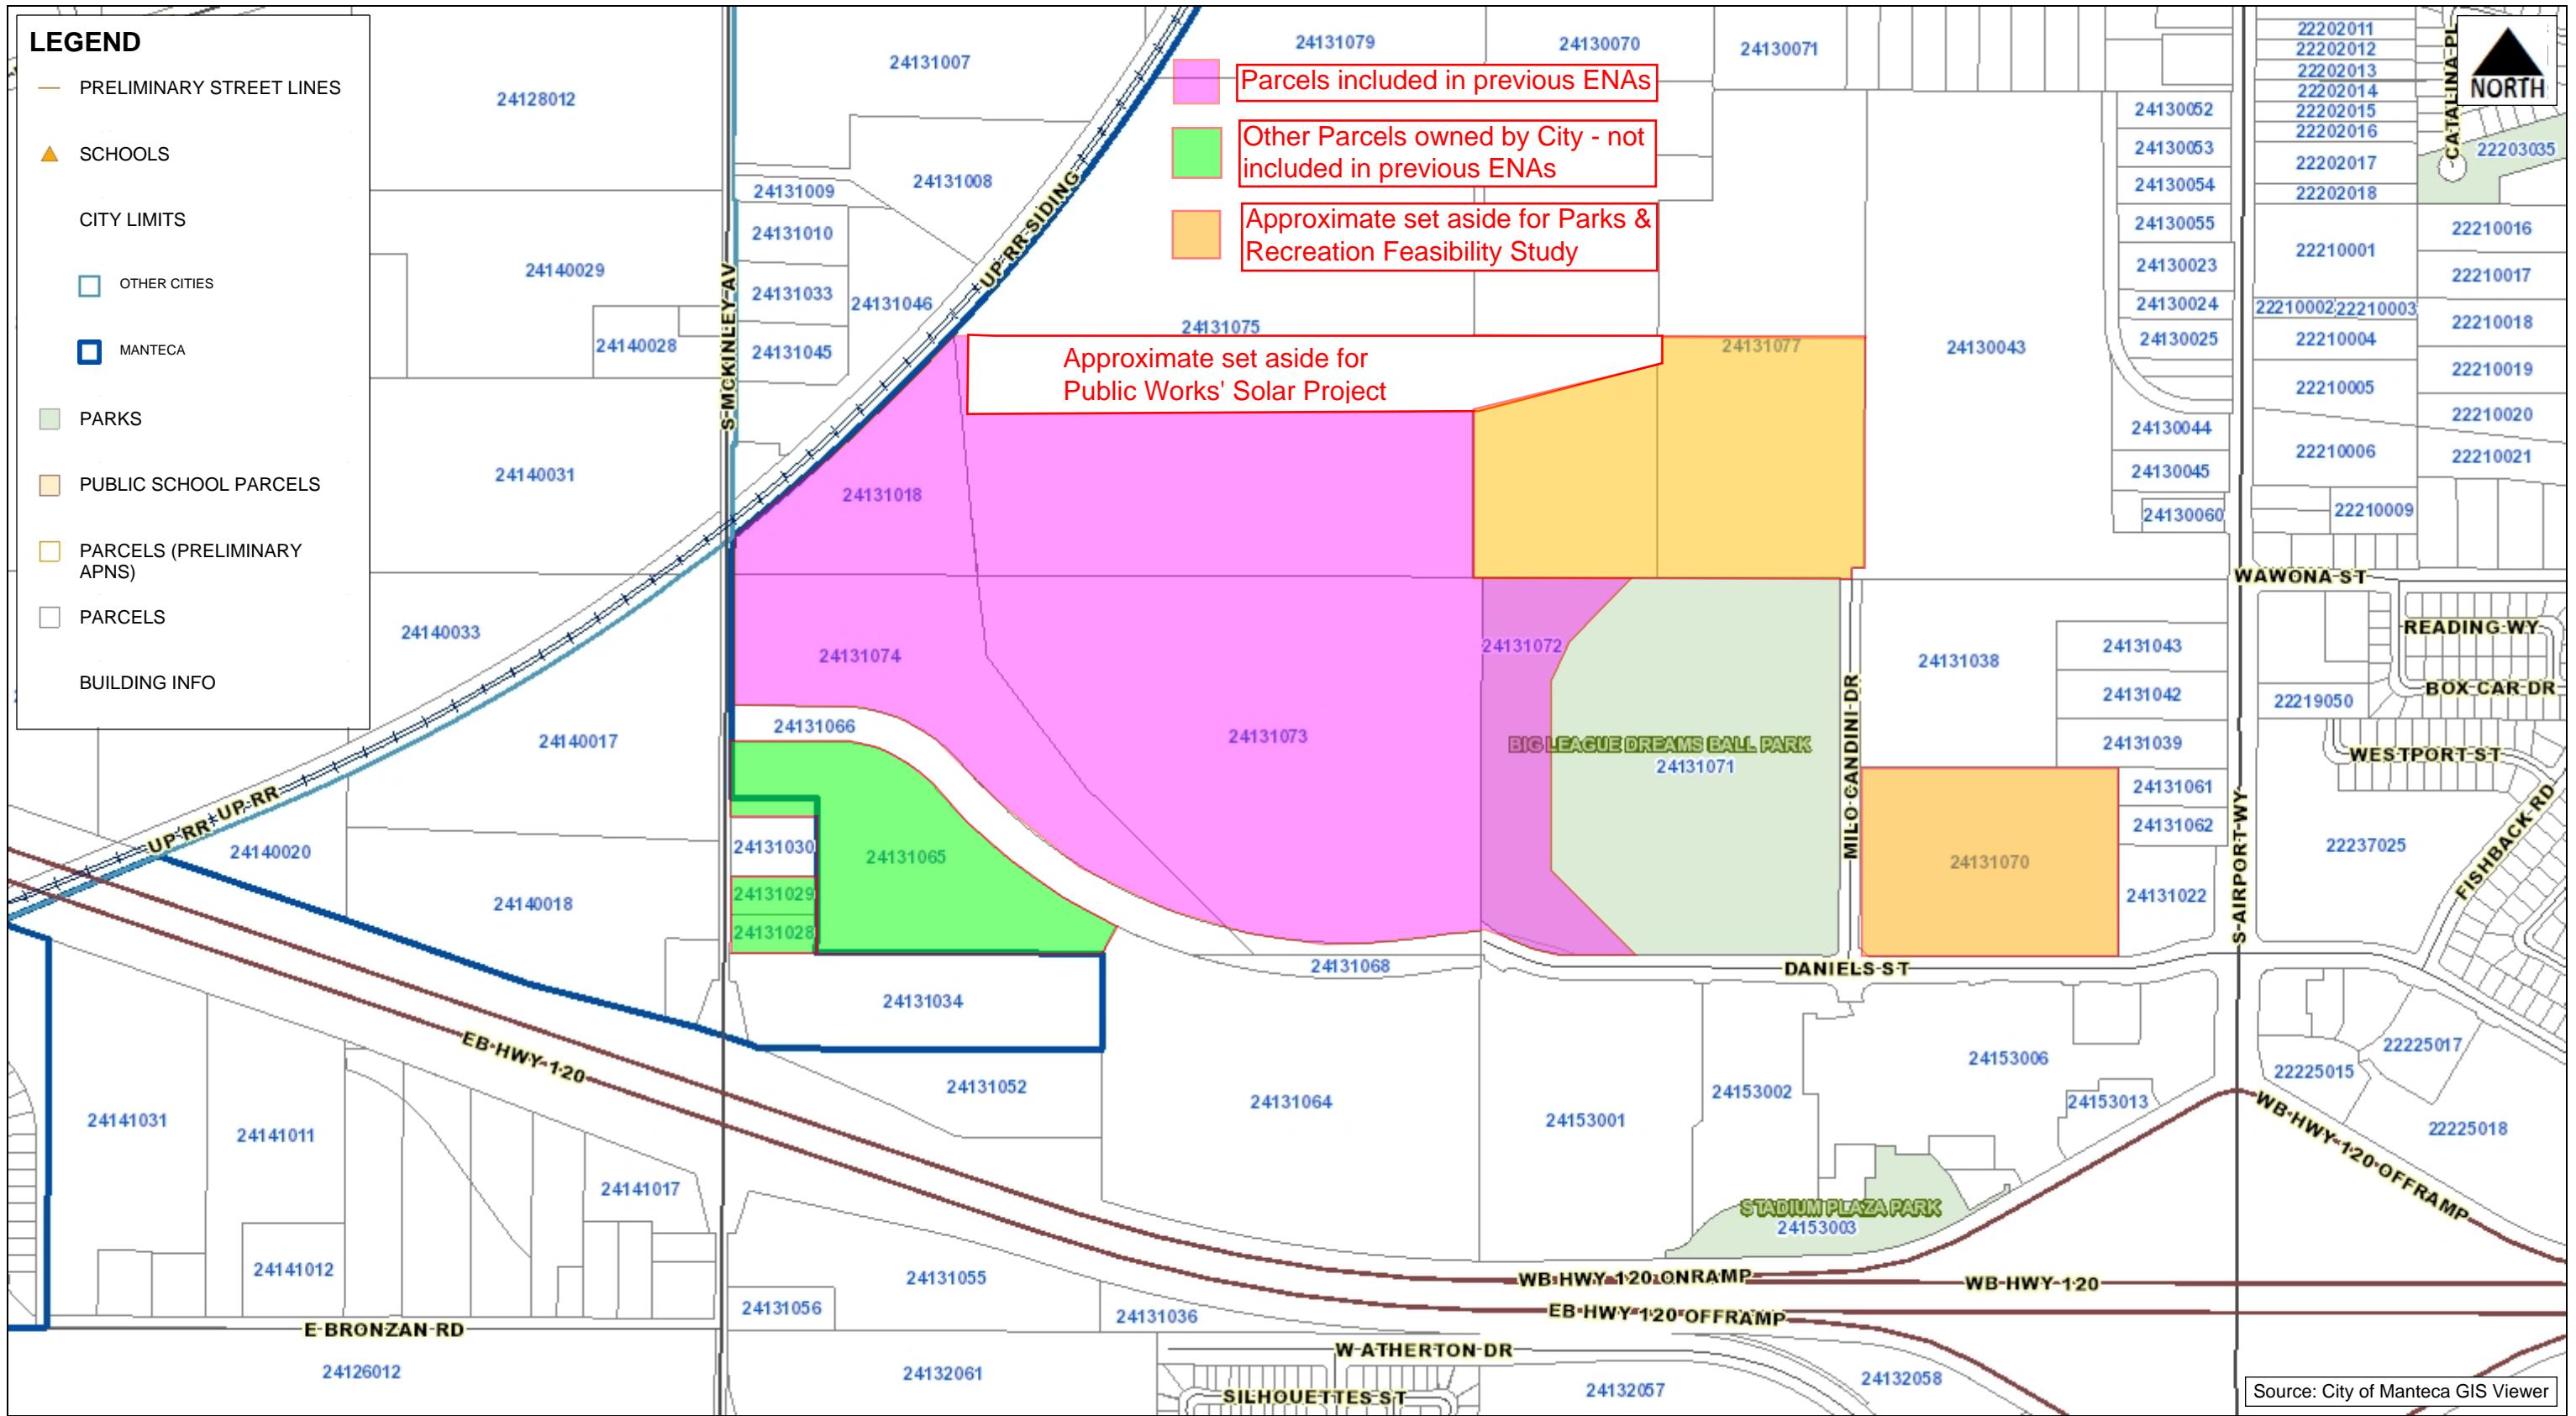 LEGEND
PRELIMINARY STREET LINES
SCHOOLS
CITY LIMITS
OTHER CITIES
MANTECA
PARKS
PUBLIC SCHOOL PARCELS
PARCELS (PRELIMINARY
APNS)
PARCELS
BUILDING INFO
Parcels included in previous ENAs
Other Parcels owned by City - not
included in previous ENAs
Approximate set aside for Parks &
Recreation Feasibility Study
Approximate set aside for
Public Works' Solar Project
NORTH
24128012
24140029
24140028
24140031
24140033
24140017
24140020
24140018
24131007
24131008
24131009
24131010
24131033
24131046
24131045
24131079
24130070
24130071
24131075
24131077
24130043
24131018
24131074
24131073
24131072
24131066
24131065
24131030
24131029
24131028
24131034
24131068
24131052
24131064
BIG LEAGUE DREAMS BALL PARK
24131071
24131038
24131043
24131042
24131039
24131061
24131062
24131070
24131022
24130052
24130053
24130054
24130055
24130023
24130024
24130025
24130044
24130045
24130060
22202011
22202012
22202013
22202014
22202015
22202016
22202017
22202018
22203035
22210001
22210016
22210017
22210002
22210003
22210004
22210018
22210005
22210019
22210020
22210006
22210021
22210009
22219050
22237025
22225015
22225017
22225018
24153001
24153002
24153006
24153013
STADIUM PLAZA PARK
24153003
24141031
24141011
24141012
24141017
24131055
24131056
24131036
24126012
24132061
24132057
24132058
S MCKINLEY AV
UP RR SIDING
UP RR
UP RR
CATALINA PL
WAWONA ST
READING WY
BOX CAR DR
WESTPORT ST
FISHBACK RD
S AIRPORT WY
MILO CANDINI DR
DANIELS ST
EB HWY 120
WB HWY 120 ONRAMP
WB HWY 120
EB HWY 120 OFFRAMP
WB HWY 120 OFFRAMP
E BRONZAN RD
W ATHERTON DR
SILHOUETTES ST
Source: City of Manteca GIS Viewer